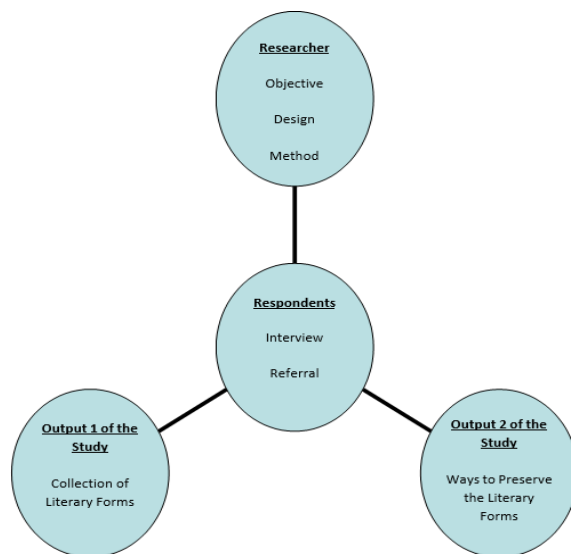 Researcher
Objective
Design
Method
Respondents
Interview
Referral
Output 1 of the
Study
Collection of
Literary Forms
Output 2 of the
Study
Ways to Preserve
the Literary
Forms